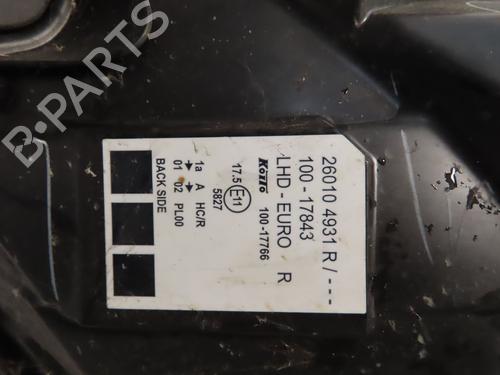 26010 4931 R / - - -
100 - 17843
LHD - EURO R
KOITO 100 -17766
17.5 E11 5827
1a A HC/R
01 02 PL00
BACK SIDE
B-PARTS